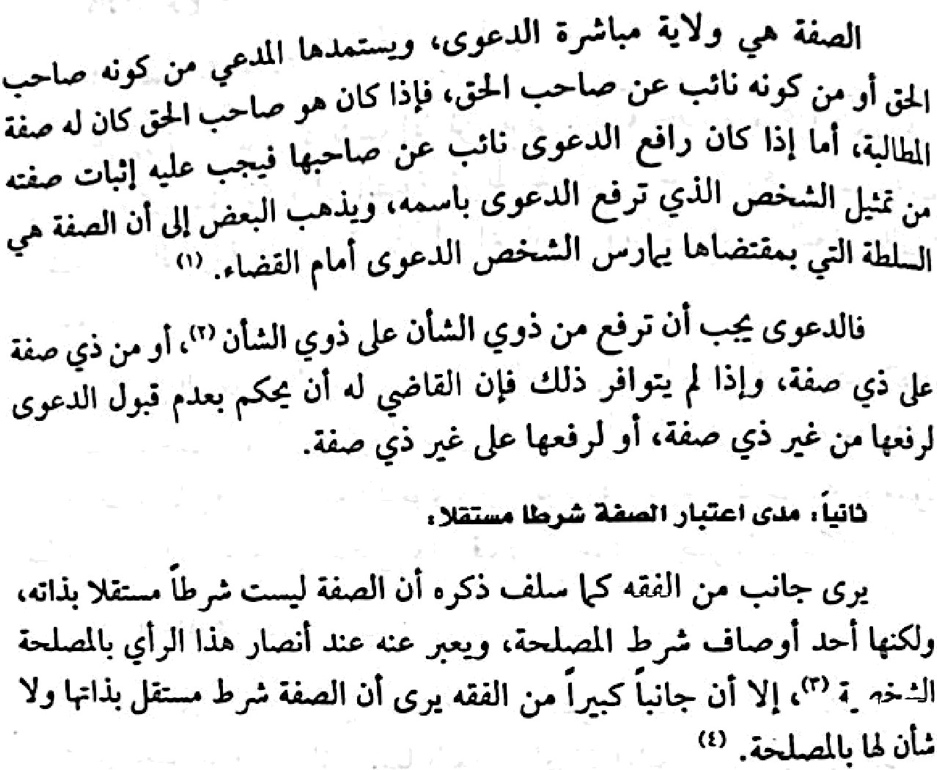 الصفة هي ولاية مباشرة الدعوى، ويستمدها المدعي من كونه صاحب
الحق أو من كونه نائب عن صاحب الحق، فإذا كان هو صاحب الحق كان له صفة
المطالبة، أما إذا كان رافع الدعوى نائب عن صاحبها فيجب عليه إثبات صفته
من تمثيل الشخص الذي ترفع الدعوى باسمه، ويذهب البعض إلى أن الصفة هي
السلطة التي بمقتضاها يمارس الشخص الدعوى أمام القضاء. (١)
فالدعوى يجب أن ترفع من ذوي الشأن على ذوي الشأن (٢)، أو من ذي صفة
على ذي صفة، وإذا لم يتوافر ذلك فإن القاضي له أن يحكم بعدم قبول الدعوى
لرفعها من غير ذي صفة، أو لرفعها على غير ذي صفة.
ثانياً: مدى اعتبار الصفة شرطا مستقلا:
يرى جانب من الفقه كما سلف ذكره أن الصفة ليست شرطاً مستقلا بذاته،
ولكنها أحد أوصاف شرط المصلحة، ويعبر عنه عند أنصار هذا الرأي بالمصلحة
(٣)، إلا أن جانباً كبيراً من الفقه يرى أن الصفة شرط مستقل بذاتها ولا
شأن لها بالمصلحة. (٤)